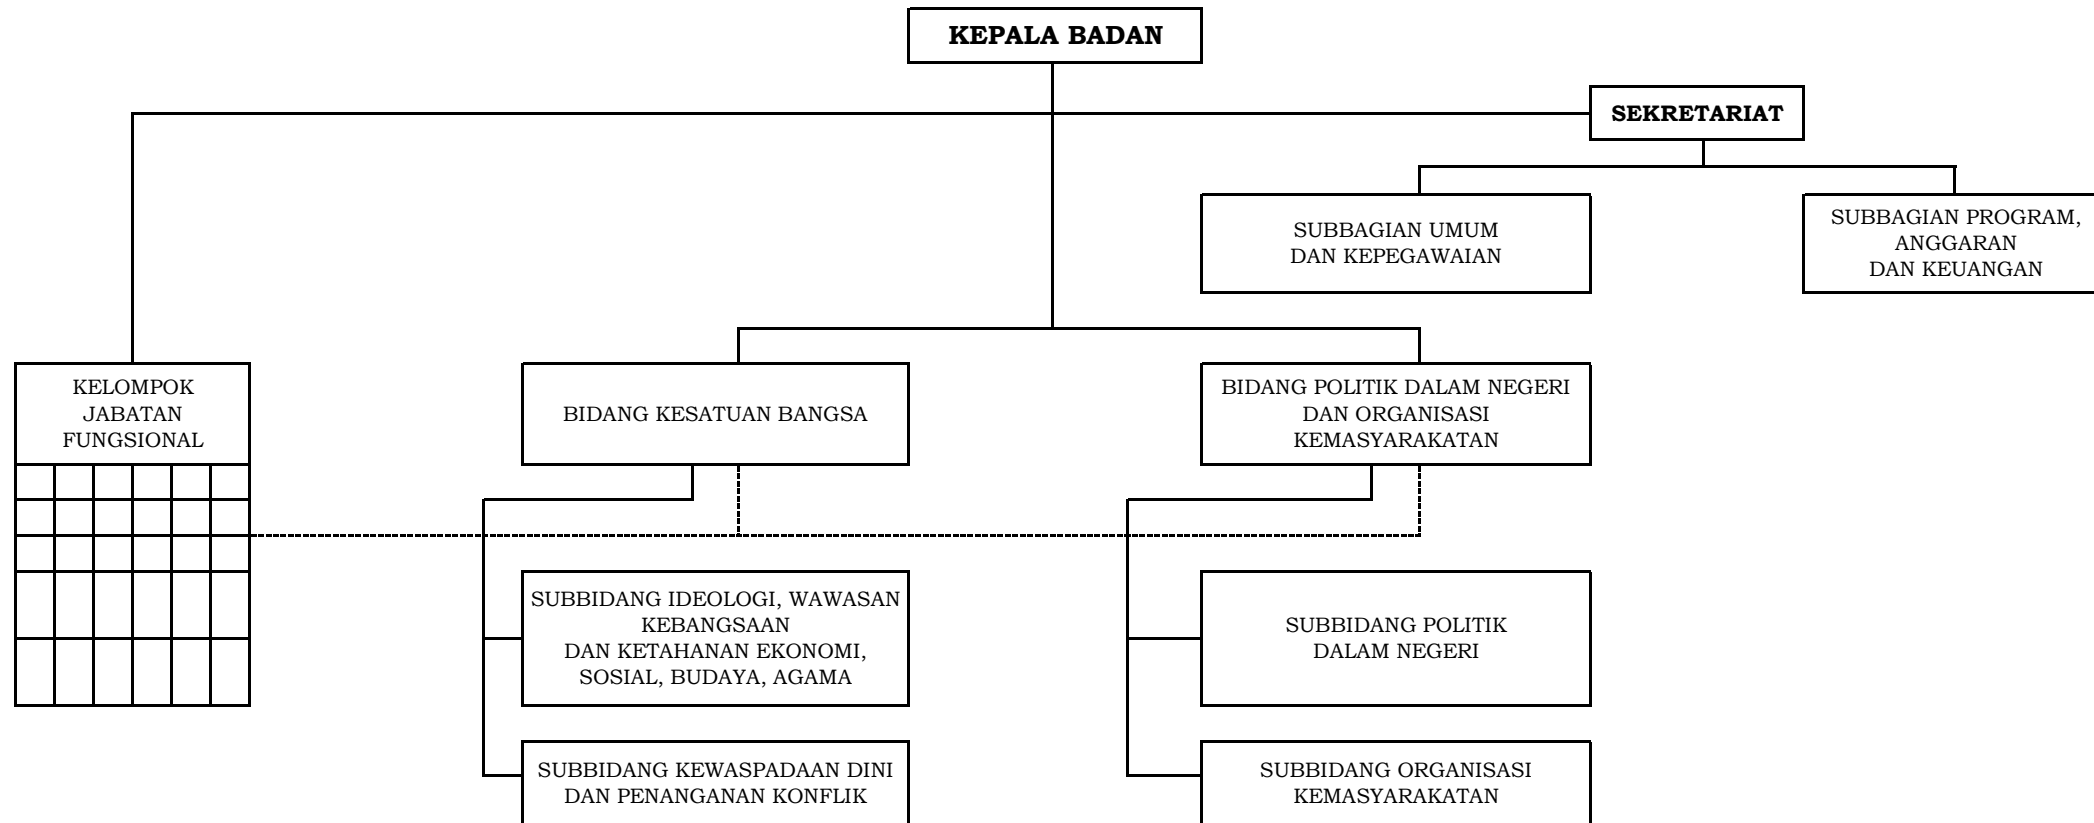 KEPALA BADAN
SEKRETARIAT
SUBBAGIAN UMUM
DAN KEPEGAWAIAN
SUBBAGIAN PROGRAM,
ANGGARAN
DAN KEUANGAN
KELOMPOK
JABATAN
FUNGSIONAL
BIDANG KESATUAN BANGSA
BIDANG POLITIK DALAM NEGERI
DAN ORGANISASI
KEMASYARAKATAN
SUBBIDANG IDEOLOGI, WAWASAN
KEBANGSAAN
DAN KETAHANAN EKONOMI,
SOSIAL, BUDAYA, AGAMA
SUBBIDANG POLITIK
DALAM NEGERI
SUBBIDANG KEWASPADAAN DINI
DAN PENANGANAN KONFLIK
SUBBIDANG ORGANISASI
KEMASYARAKATAN